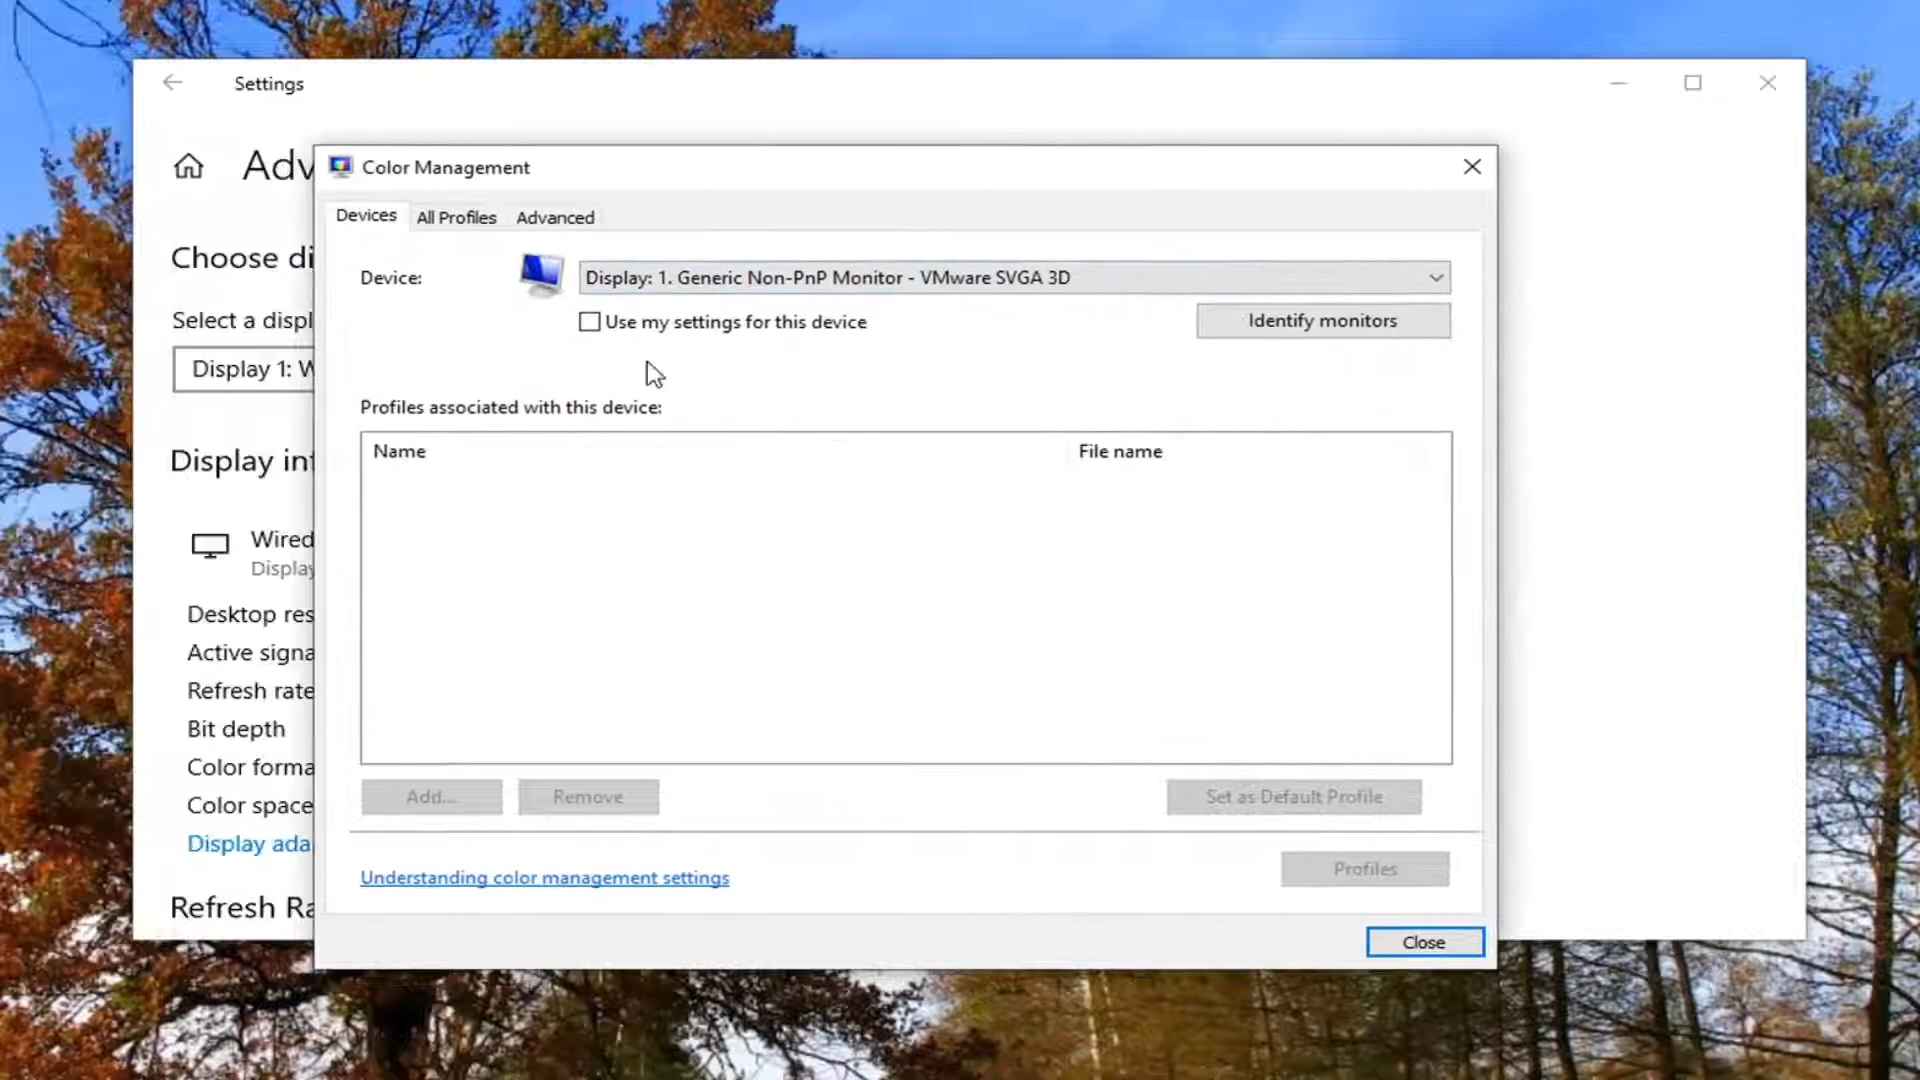 Settings
Adv
Choose di
Select a displ
Display 1: W
Display inf
Wired
Display
Desktop res
Active signa
Refresh rate
Bit depth
Color forma
Color space
Display ada
Refresh Ra
Color Management
Devices
All Profiles
Advanced
Device:
Display: 1. Generic Non-PnP Monitor - VMware SVGA 3D
Use my settings for this device
Identify monitors
Profiles associated with this device:
Name
File name
Add...
Remove
Set as Default Profile
Understanding color management settings
Profiles
Close